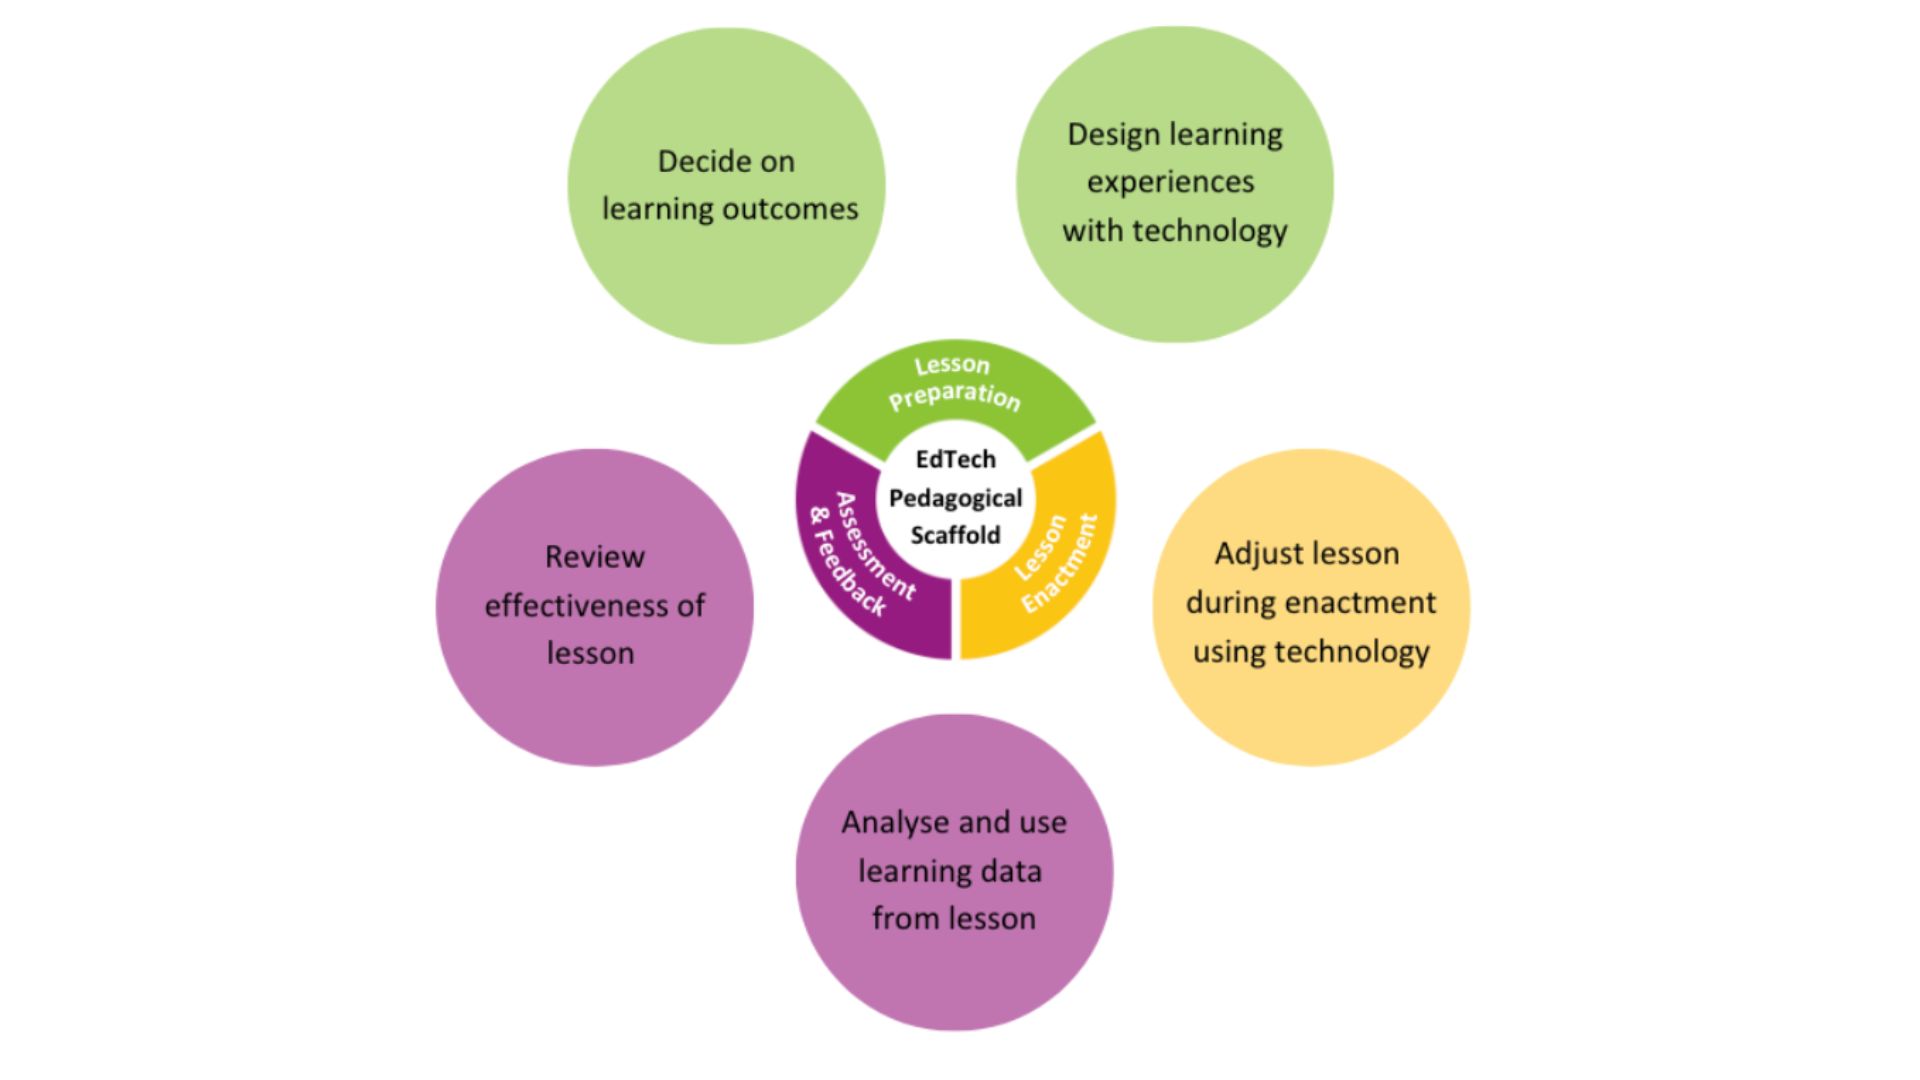 Decide on
learning outcomes
Design learning
experiences
with technology
Lesson
Preparation
EdTech
Pedagogical
Scaffold
Assessment
& Feedback
Lesson
Enactment
Review
effectiveness of
lesson
Adjust lesson
during enactment
using technology
Analyse and use
learning data
from lesson